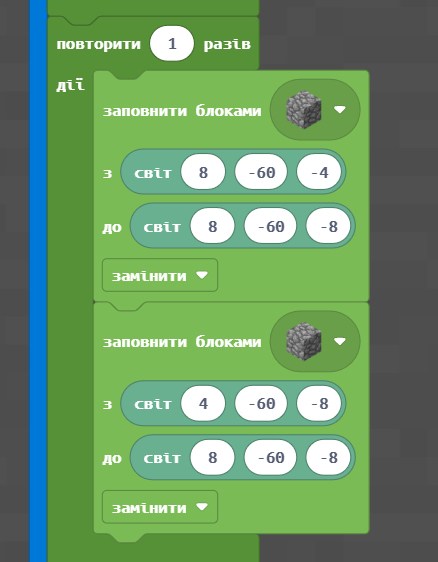 повторити 1 разів
дії
заповнити блоками
з світ 8 -60 -4
до світ 8 -60 -8
замінити
заповнити блоками
з світ 4 -60 -8
до світ 8 -60 -8
замінити